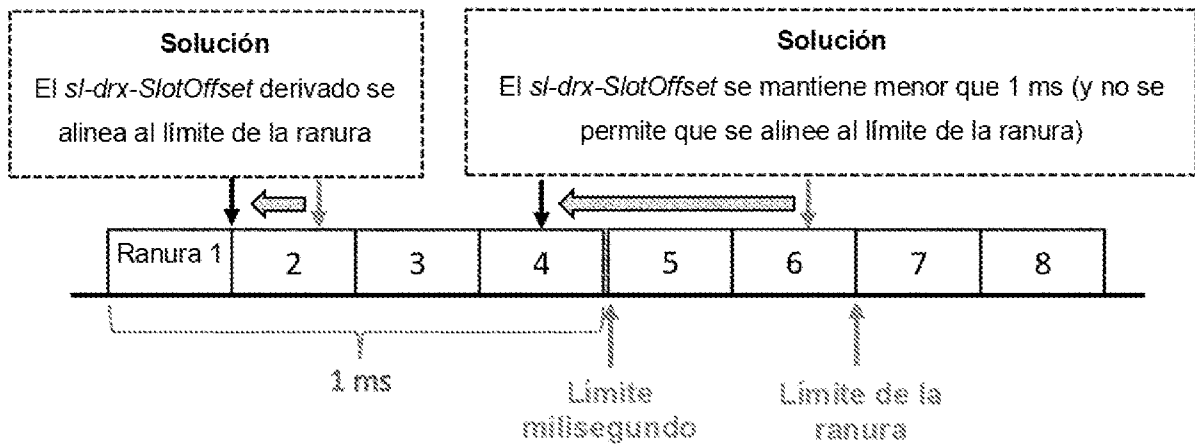 Solución
El sl-drx-SlotOffset derivado se
alinea al límite de la ranura
Solución
El sl-drx-SlotOffset se mantiene menor que 1 ms (y no se
permite que se alinee al límite de la ranura)
Ranura 1
2
3
4
5
6
7
8
1 ms
Límite
milisegundo
Límite de la
ranura